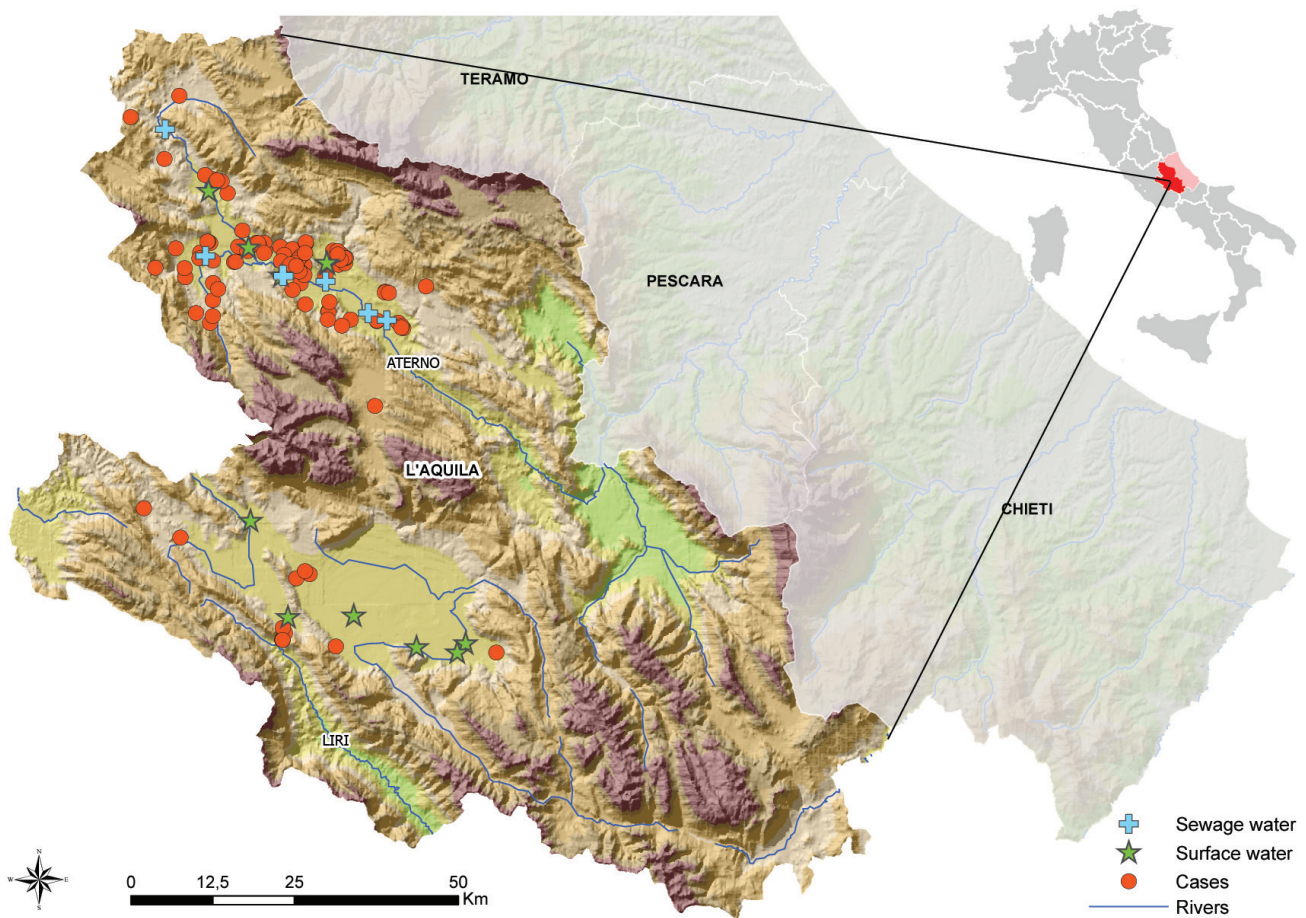 TERAMO
PESCARA
ATERNO
L'AQUILA
CHIETI
LIRI
Sewage water
Surface water
Cases
Rivers
N
W
E
S
0
12,5
25
50
Km